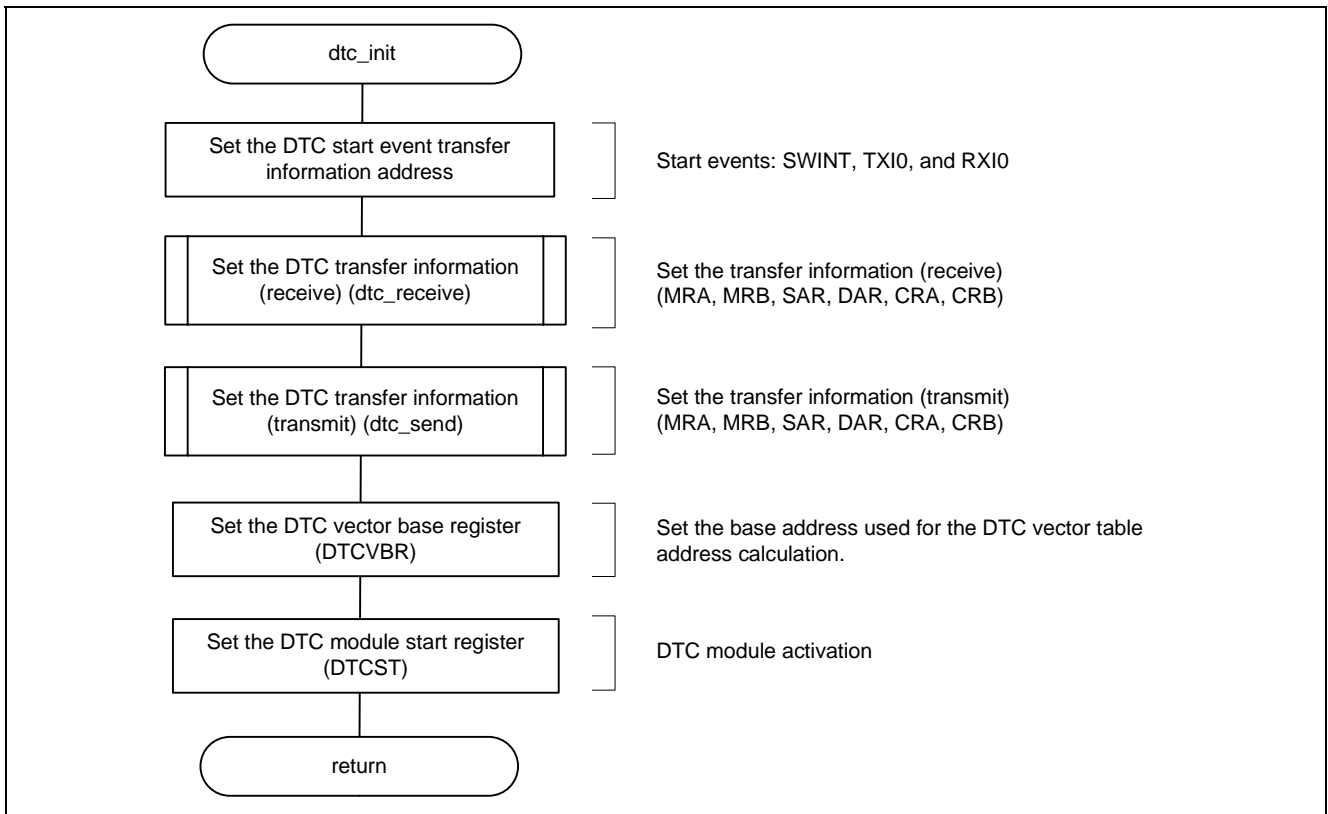 dtc_init
Set the DTC start event transfer
information address
Start events: SWINT, TXI0, and RXI0
Set the DTC transfer information
(receive) (dtc_receive)
Set the transfer information (receive)
(MRA, MRB, SAR, DAR, CRA, CRB)
Set the DTC transfer information
(transmit) (dtc_send)
Set the transfer information (transmit)
(MRA, MRB, SAR, DAR, CRA, CRB)
Set the DTC vector base register
(DTCVBR)
Set the base address used for the DTC vector table
address calculation.
Set the DTC module start register
(DTCST)
DTC module activation
return